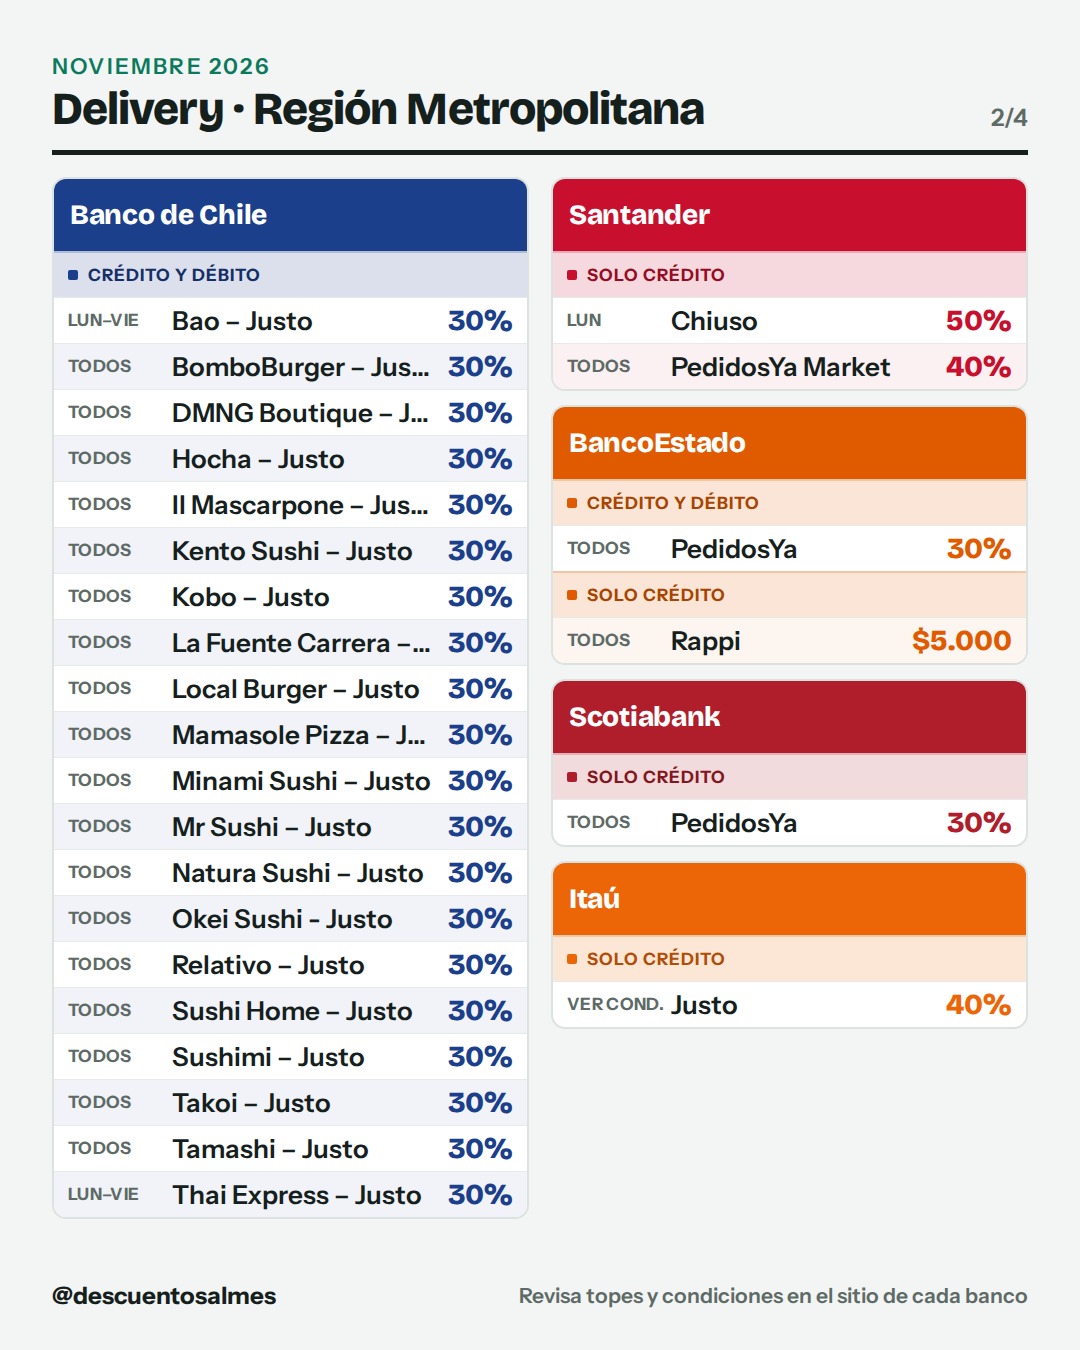 NOVIEMBRE 2026
Delivery · Región Metropolitana
2/4
Banco de Chile
CRÉDITO Y DÉBITO
LUN–VIE Bao – Justo 30%
TODOS BomboBurger – Jus... 30%
TODOS DMNG Boutique – J... 30%
TODOS Hocha – Justo 30%
TODOS Il Mascarpone – Jus... 30%
TODOS Kento Sushi – Justo 30%
TODOS Kobo – Justo 30%
TODOS La Fuente Carrera –... 30%
TODOS Local Burger – Justo 30%
TODOS Mamasole Pizza – J... 30%
TODOS Minami Sushi – Justo 30%
TODOS Mr Sushi – Justo 30%
TODOS Natura Sushi – Justo 30%
TODOS Okei Sushi - Justo 30%
TODOS Relativo – Justo 30%
TODOS Sushi Home – Justo 30%
TODOS Sushimi – Justo 30%
TODOS Takoi – Justo 30%
TODOS Tamashi – Justo 30%
LUN–VIE Thai Express – Justo 30%
Santander
SOLO CRÉDITO
LUN Chiuso 50%
TODOS PedidosYa Market 40%
BancoEstado
CRÉDITO Y DÉBITO
TODOS PedidosYa 30%
SOLO CRÉDITO
TODOS Rappi $5.000
Scotiabank
SOLO CRÉDITO
TODOS PedidosYa 30%
Itaú
SOLO CRÉDITO
VER COND. Justo 40%
@descuentosalmes
Revisa topes y condiciones en el sitio de cada banco